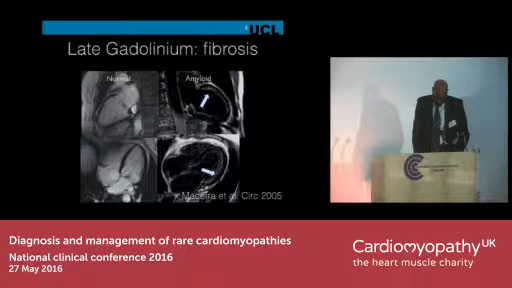 UCL
Late Gadolinium: fibrosis
Normal
Amyloid
Maceira et al. Circ 2005
Diagnosis and management of rare cardiomyopathies
National clinical conference 2016
27 May 2016
Cardiomyopathy UK
the heart muscle charity